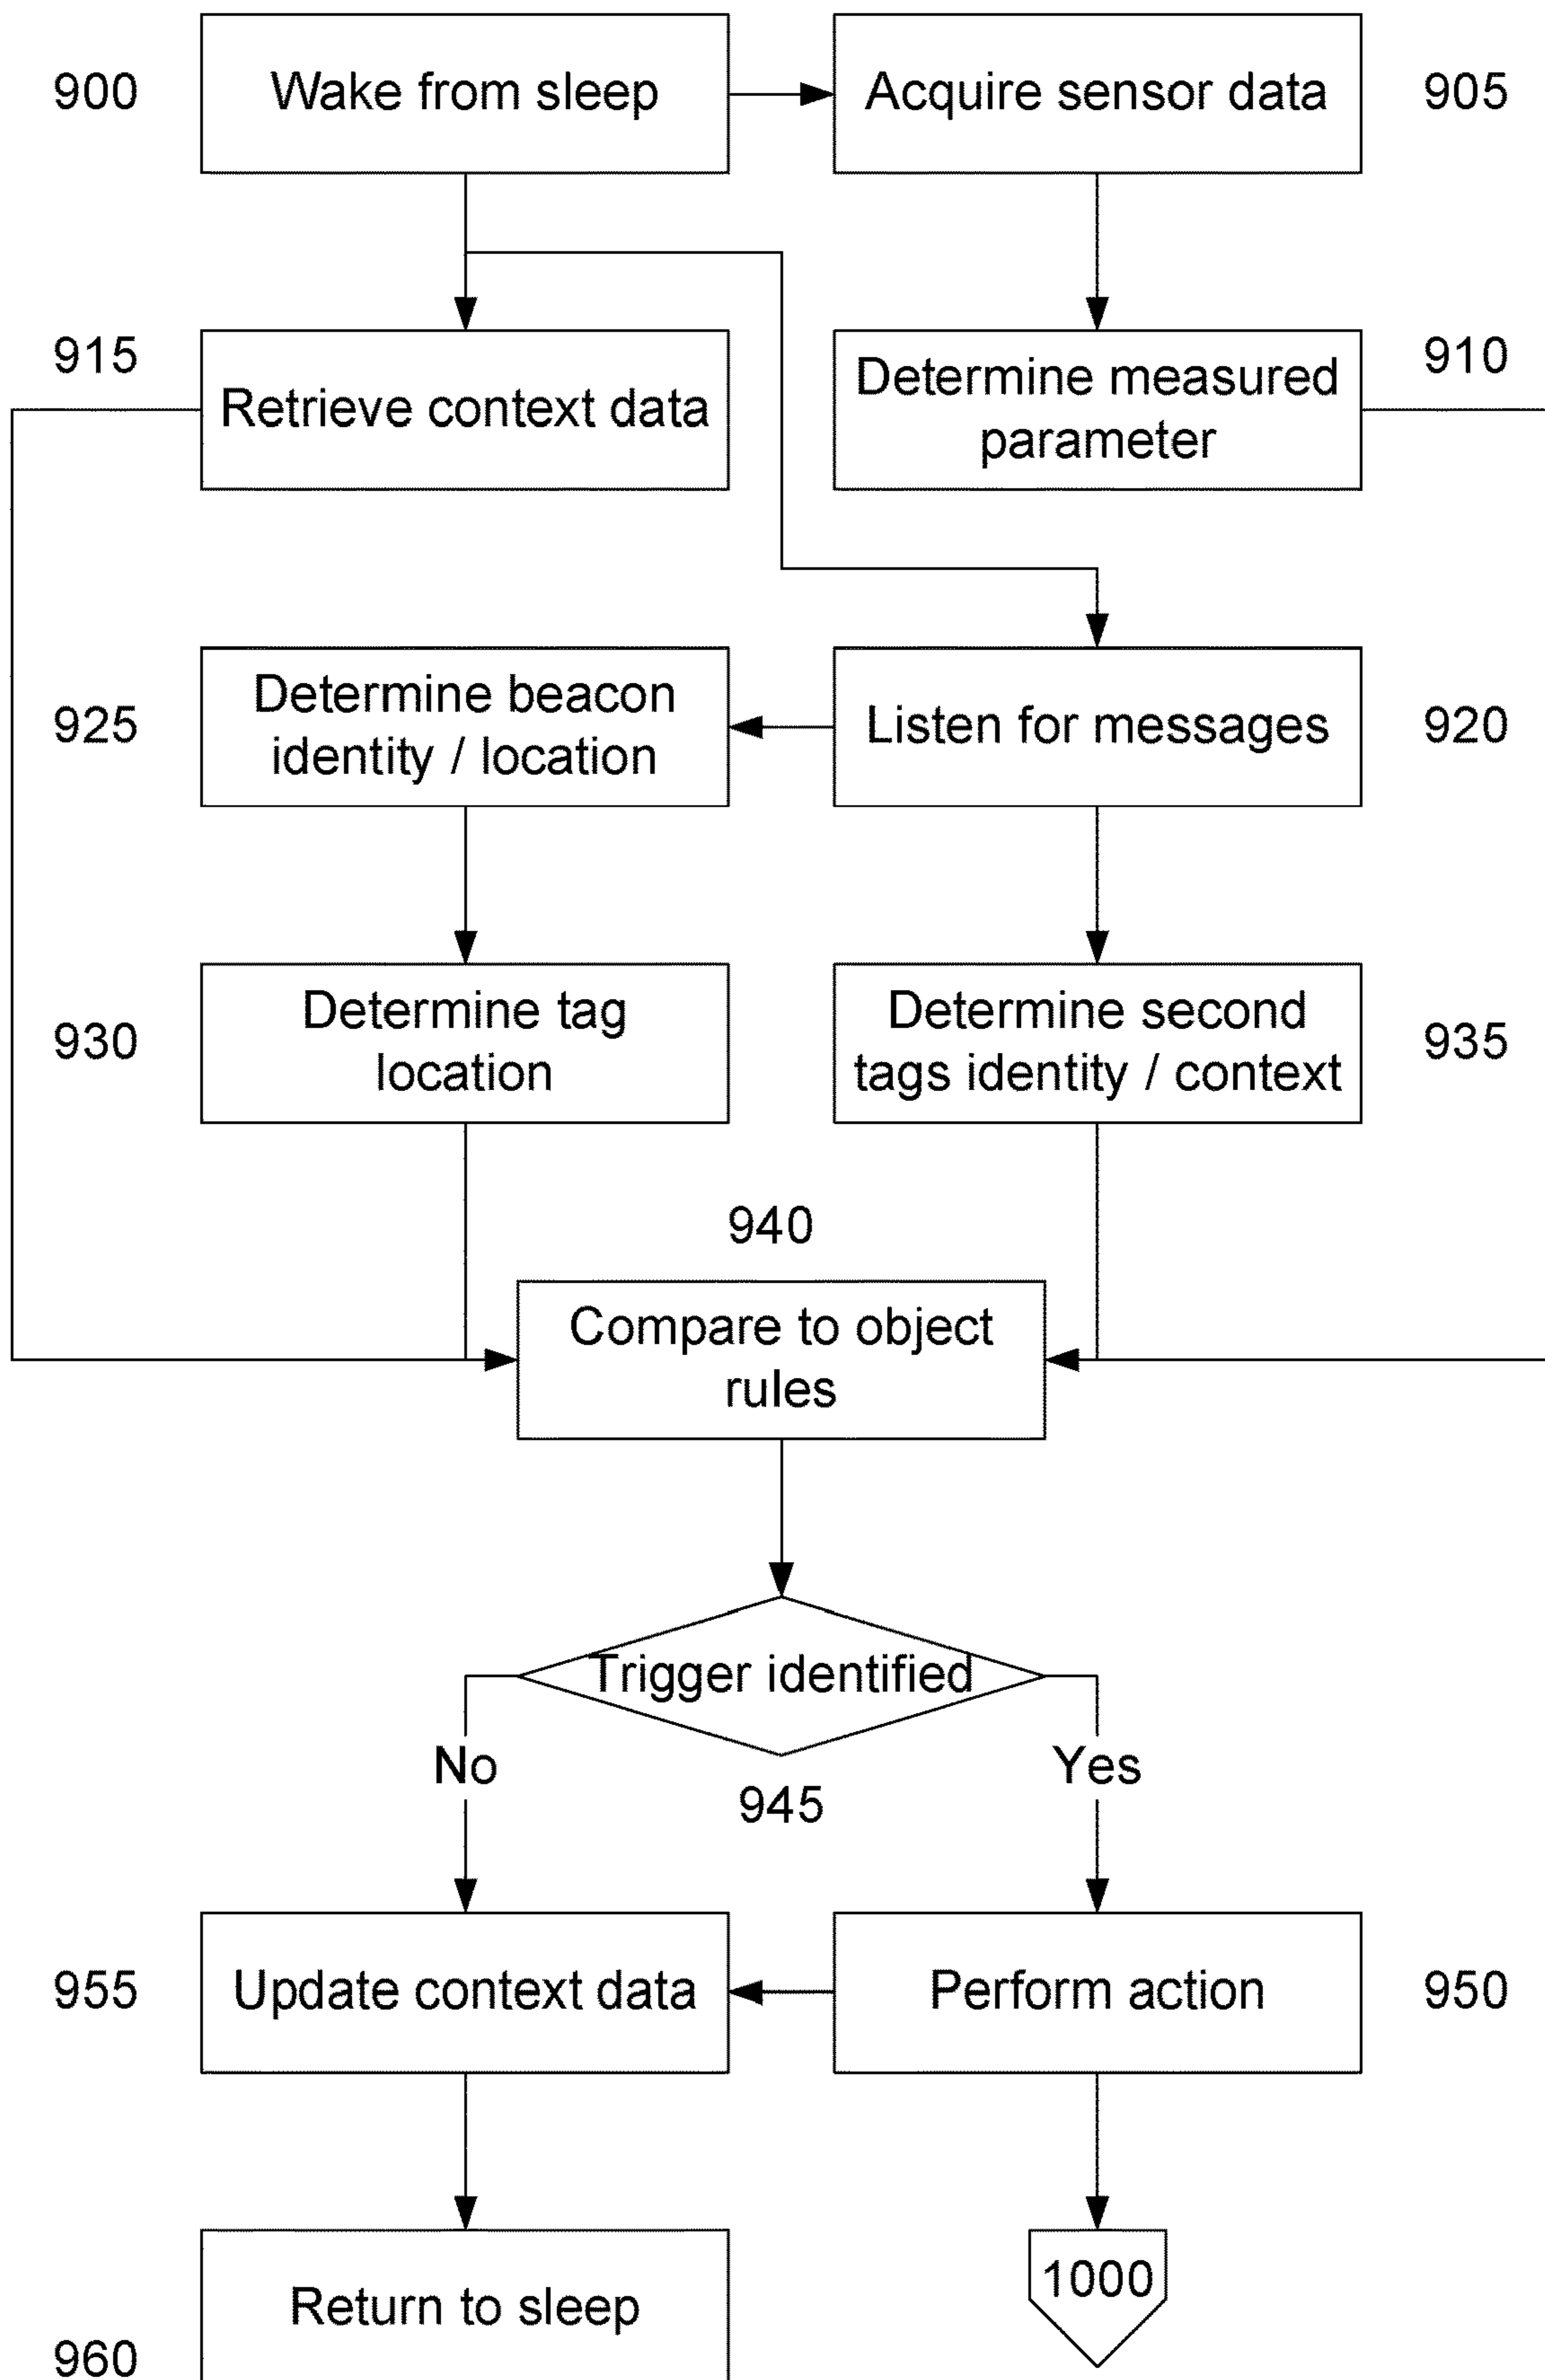 900
Wake from sleep
Acquire sensor data
905
915
Retrieve context data
Determine measured
parameter
910
925
Determine beacon
identity / location
Listen for messages
920
930
Determine tag
location
Determine second
tags identity / context
935
940
Compare to object
rules
Trigger identified
No
Yes
945
955
Update context data
Perform action
950
Return to sleep
960
1000